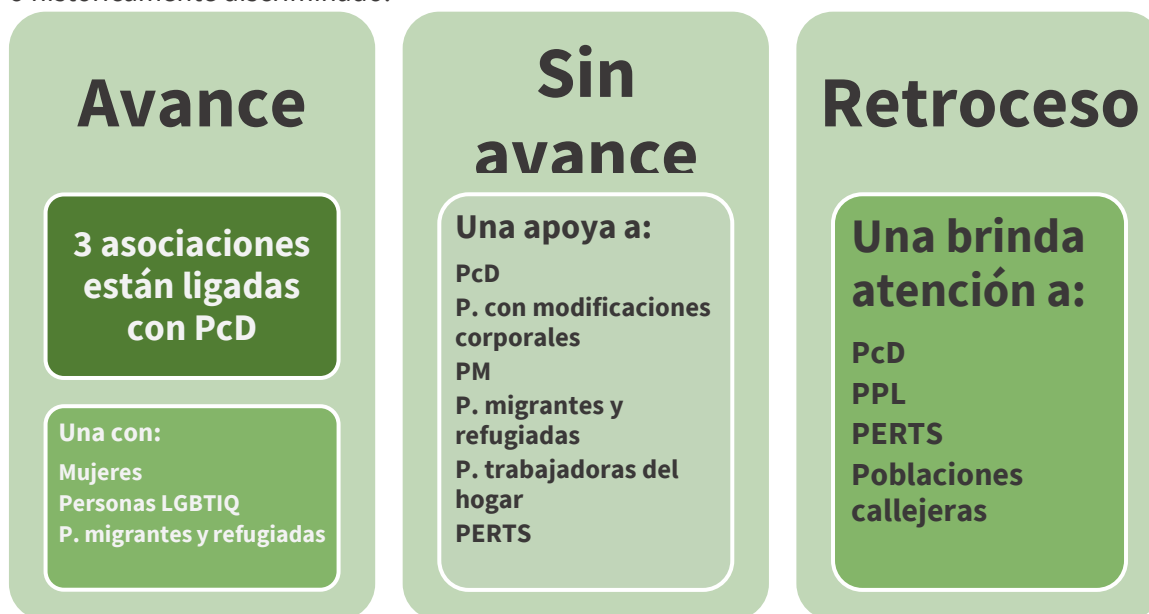 o históricamente discriminado.
Avance
3 asociaciones
están ligadas
con PcD
Una con:
Mujeres
Personas LGBTIQ
P. migrantes y refugiadas
Sin
avance
Una apoya a:
PcD
P. con modificaciones
corporales
PM
P. migrantes y
refugiadas
P. trabajadoras del
hogar
PERTS
Retroceso
Una brinda
atención a:
PcD
PPL
PERTS
Poblaciones
callejeras